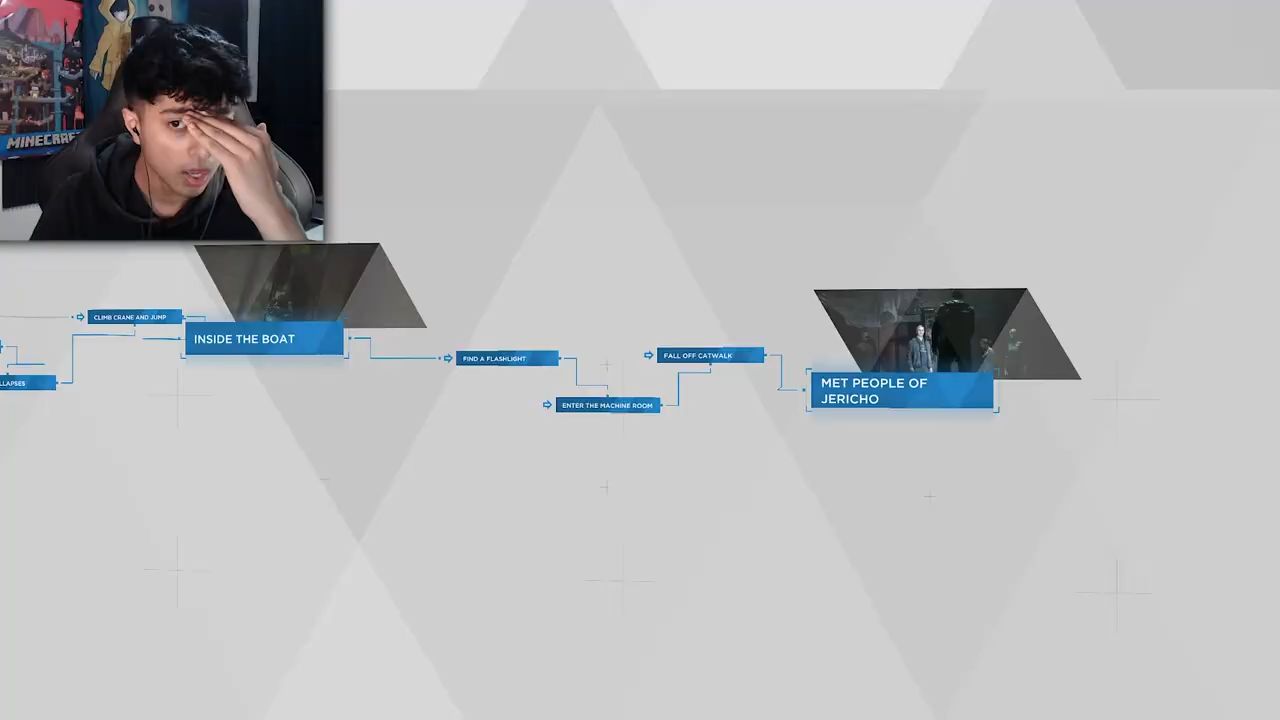 MINECRA
CLIMB CRANE AND JUMP
INSIDE THE BOAT
LLAPSES
FIND A FLASHLIGHT
ENTER THE MACHINE ROOM
FALL OFF CATWALK
MET PEOPLE OF
JERICHO